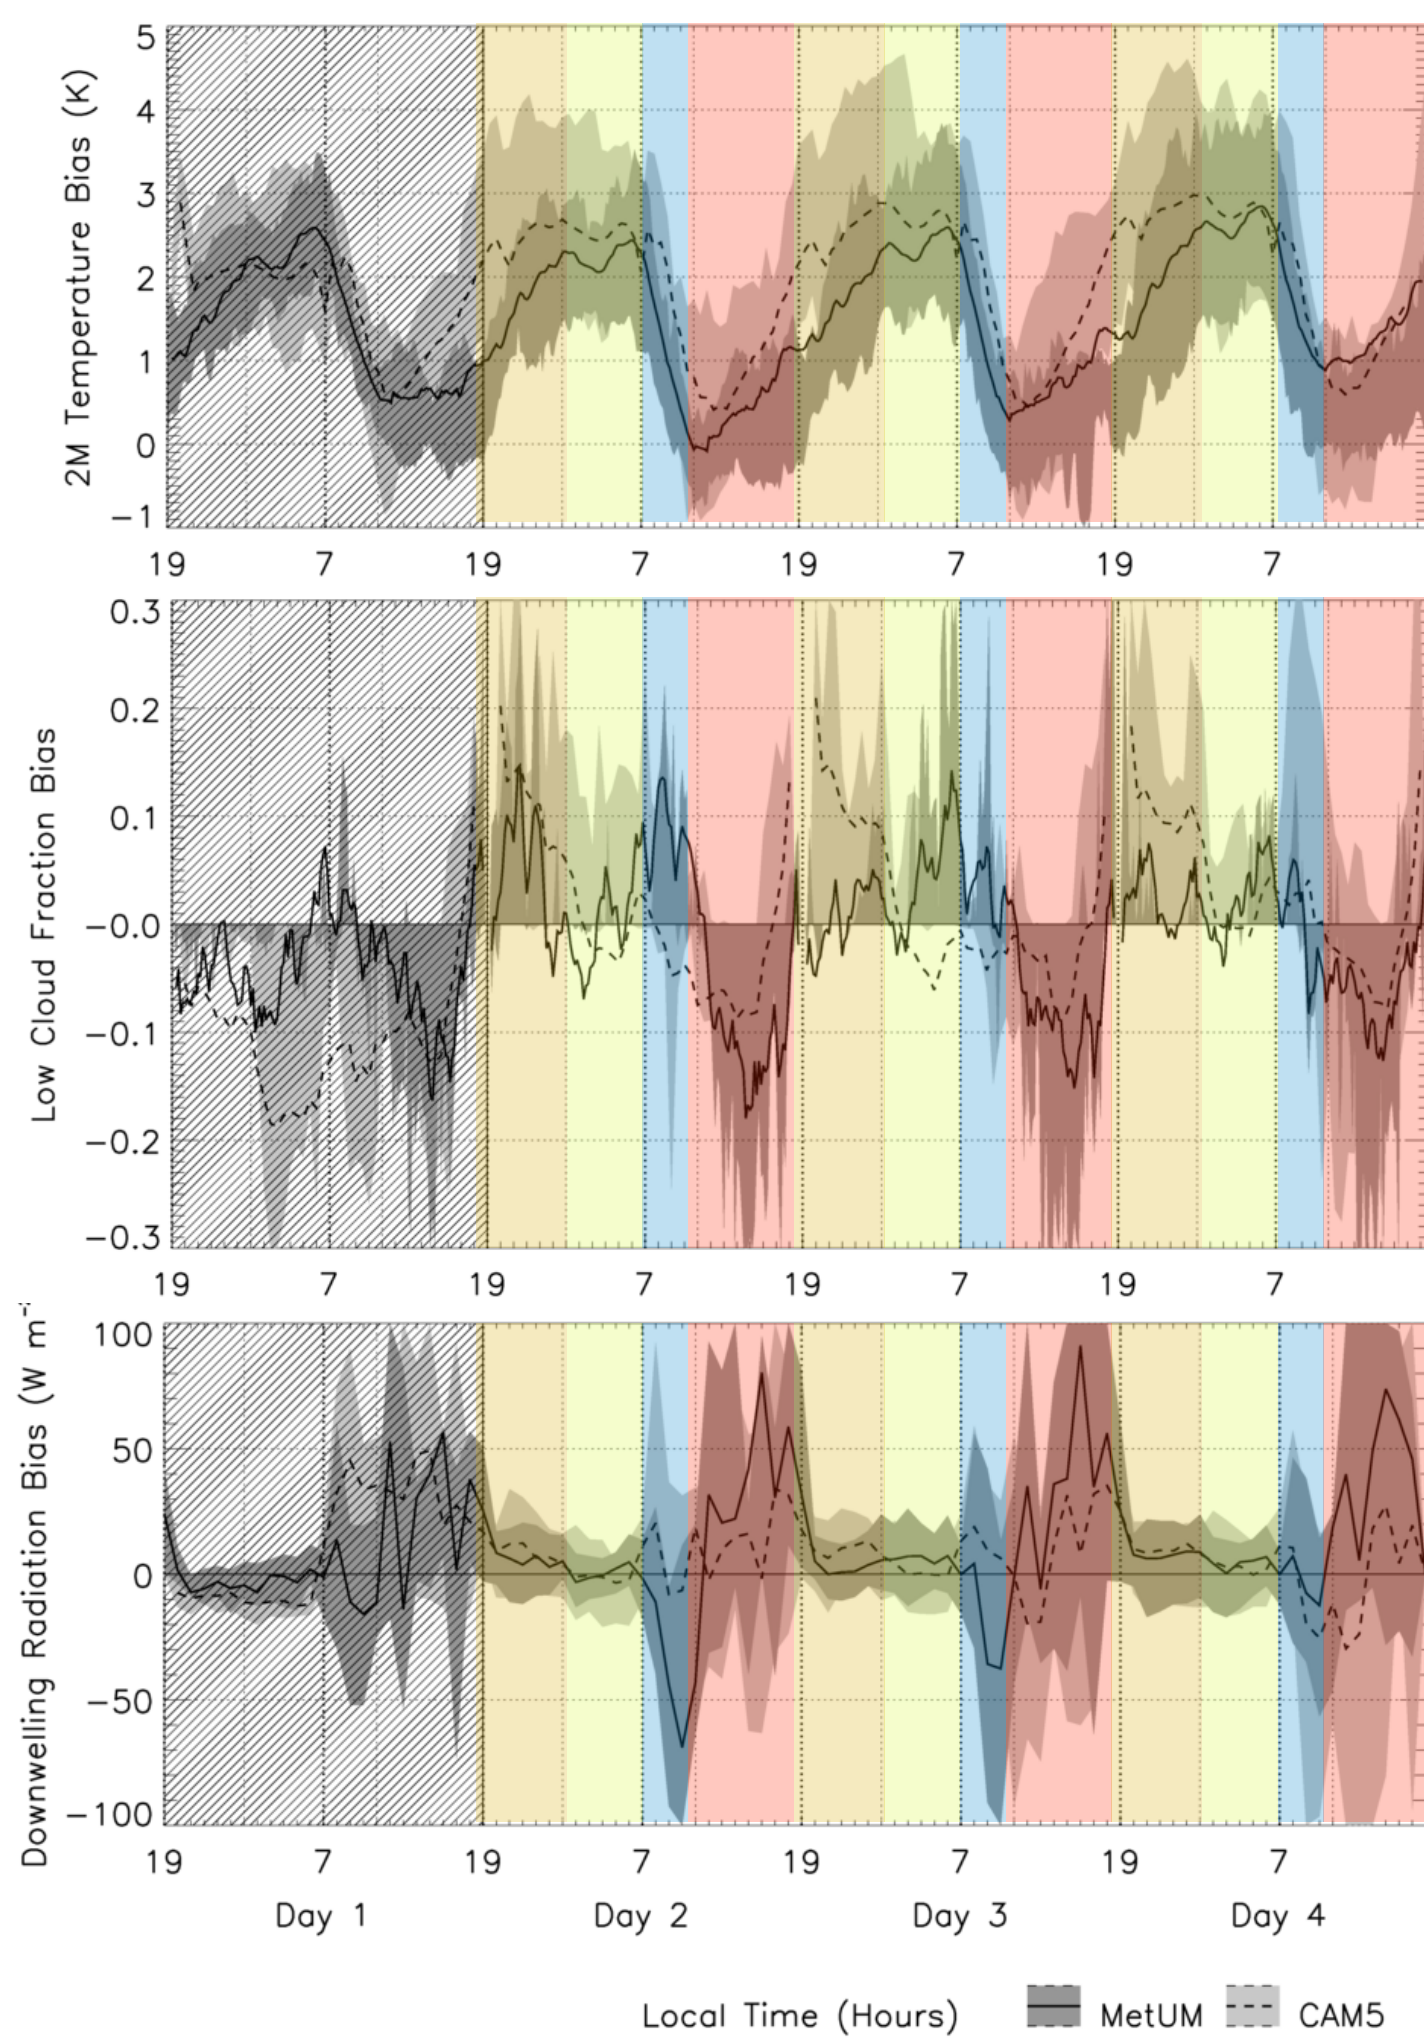 2M Temperature Bias (K)
5
4
3
2
1
0
−1
19 7 19 7 19 7 19 7
Low Cloud Fraction Bias
0.3
0.2
0.1
−0.0
−0.1
−0.2
−0.3
19 7 19 7 19 7 19 7
Downwelling Radiation Bias (W m
100
50
0
−50
−100
19 7 19 7 19 7 19 7
Day 1 Day 2 Day 3 Day 4
Local Time (Hours) MetUM CAM5